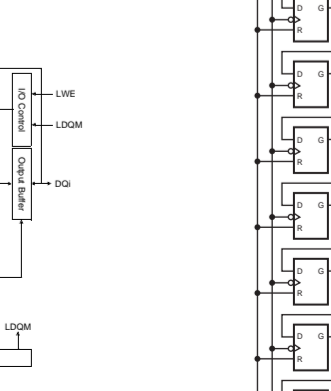 I/O Control
LWE
LDQM
Output Buffer
DQi
LDQM
D G
R
D G
R
D G
R
D G
R
D G
R
D G
R